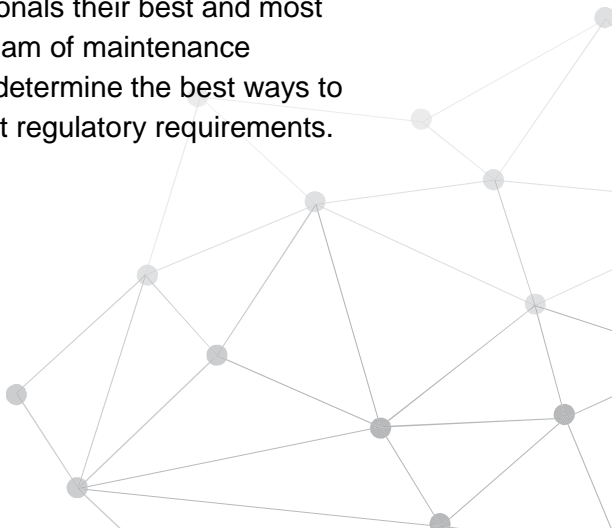 onals their best and most
am of maintenance
determine the best ways to
t regulatory requirements.